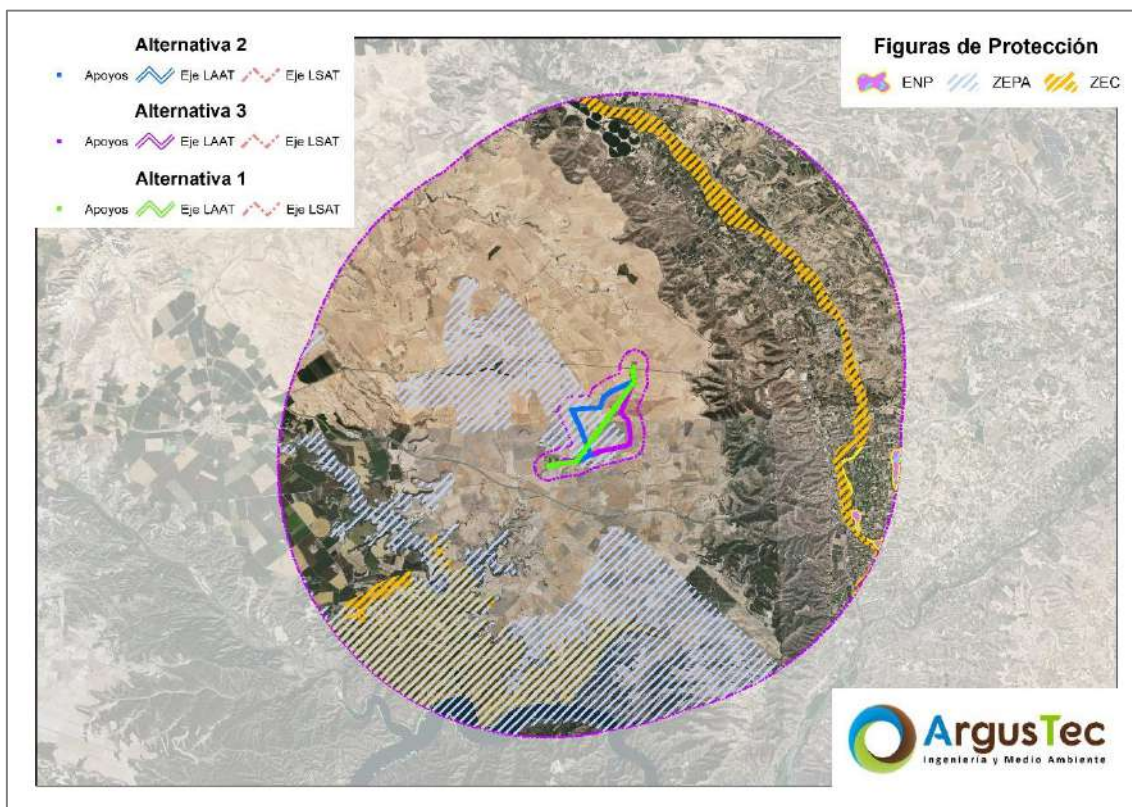 Alternativa 2
Apoyos Eje LAAT Eje LSAT
Alternativa 3
Apoyos Eje LAAT Eje LSAT
Alternativa 1
Apoyos Eje LAAT Eje LSAT
Figuras de Protección
ENP ZEPA ZEC
ArgusTec
Ingeniería y Medio Ambiente